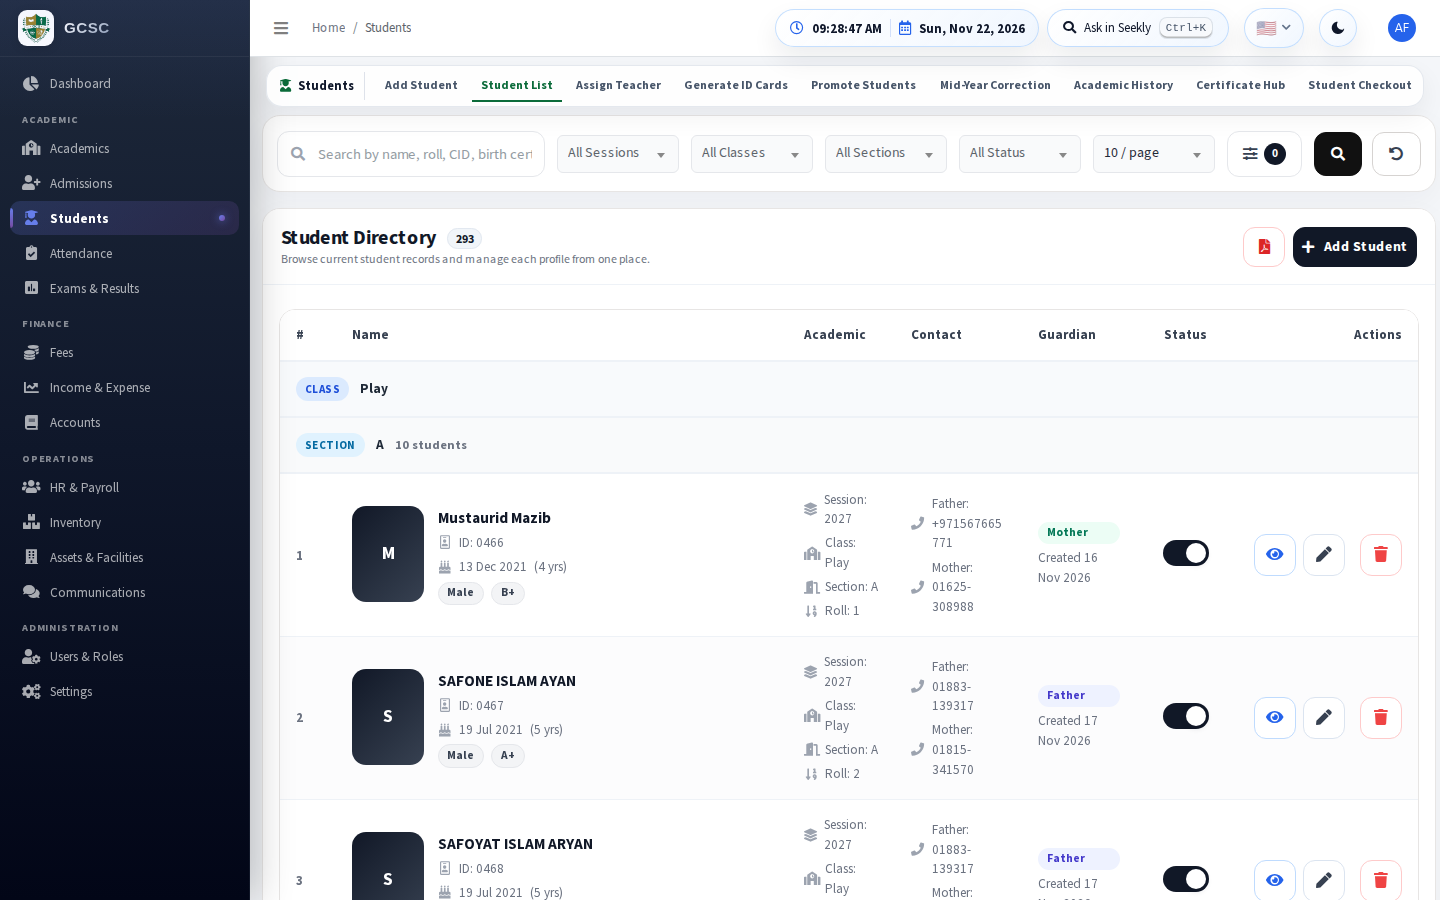 GCSC
Home / Students
09:28:47 AM
Sun, Nov 22, 2026
Ask in Seekly Ctrl+K
AF
Dashboard
ACADEMIC
Academics
Admissions
Students
Attendance
Exams & Results
FINANCE
Fees
Income & Expense
Accounts
OPERATIONS
HR & Payroll
Inventory
Assets & Facilities
Communications
ADMINISTRATION
Users & Roles
Settings
Students
Add Student
Student List
Assign Teacher
Generate ID Cards
Promote Students
Mid-Year Correction
Academic History
Certificate Hub
Student Checkout
Search by name, roll, CID, birth cert
All Sessions
All Classes
All Sections
All Status
10 / page
0
Student Directory 293
Browse current student records and manage each profile from one place.
Add Student
# Name Academic Contact Guardian Status Actions
CLASS Play
SECTION A 10 students
1
M
Mustaurid Mazib
ID: 0466
13 Dec 2021 (4 yrs)
Male B+
Session:
2027
Class:
Play
Section: A
Roll: 1
Father:
+971567665
771
Mother:
01625-
308988
Mother
Created 16
Nov 2026
2
S
SAFONE ISLAM AYAN
ID: 0467
19 Jul 2021 (5 yrs)
Male A+
Session:
2027
Class:
Play
Section: A
Roll: 2
Father:
01883-
139317
Mother:
01815-
341570
Father
Created 17
Nov 2026
3
S
SAFOYAT ISLAM ARYAN
ID: 0468
19 Jul 2021 (5 yrs)
Session:
2027
Class:
Play
Father:
01883-
139317
Mother:
Father
Created 17